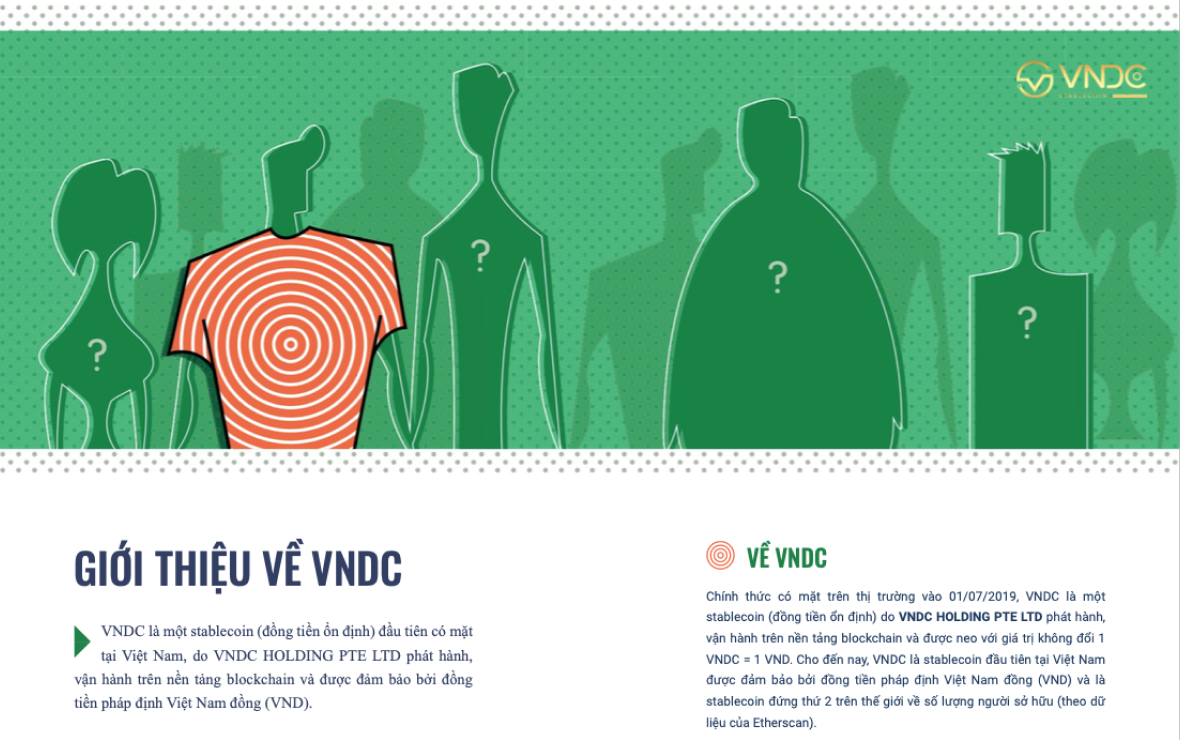 VNDC
STABLECOIN
?
?
?
?
GIỚI THIỆU VỀ VNDC
VNDC là một stablecoin (đồng tiền ổn định) đầu tiên có mặt
tại Việt Nam, do VNDC HOLDING PTE LTD phát hành,
vận hành trên nền tảng blockchain và được đảm bảo bởi đồng
tiền pháp định Việt Nam đồng (VND).
VỀ VNDC
Chính thức có mặt trên thị trường vào 01/07/2019, VNDC là một
stablecoin (đồng tiền ổn định) do VNDC HOLDING PTE LTD phát hành,
vận hành trên nền tảng blockchain và được neo với giá trị không đổi 1
VNDC = 1 VND. Cho đến nay, VNDC là stablecoin đầu tiên tại Việt Nam
được đảm bảo bởi đồng tiền pháp định Việt Nam đồng (VND) và là
stablecoin đứng thứ 2 trên thế giới về số lượng người sở hữu (theo dữ
liệu của Etherscan).